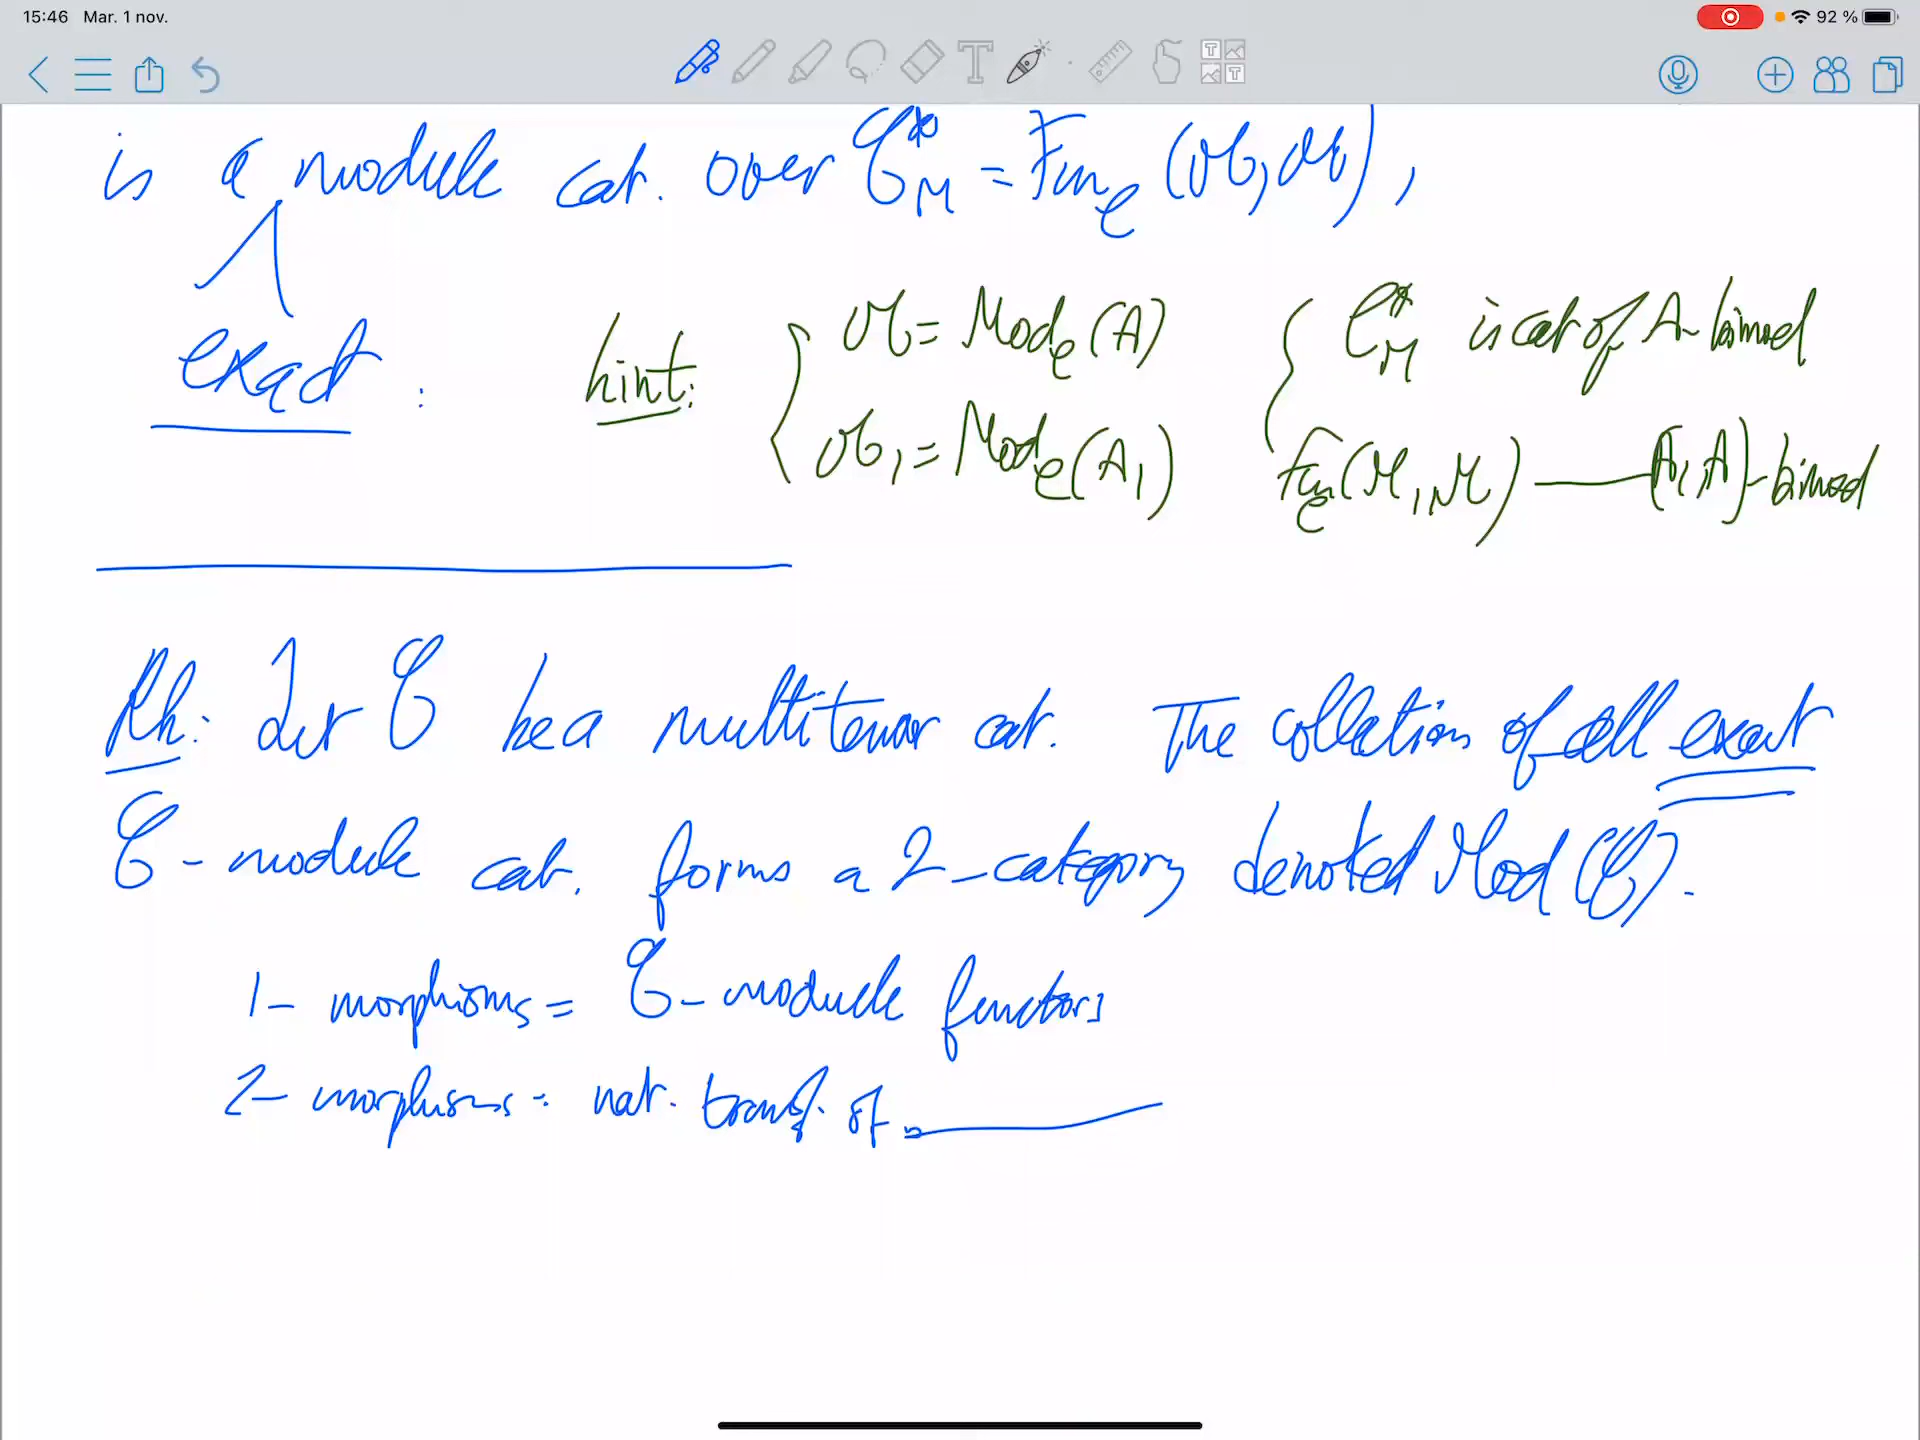 15:46 Mar. 1 nov. 92 %
is a module cat. over 𝒞*_M = Fun_𝒞(ℳ, ℳ),
exact :
hint: { ℳ = Mod_𝒞(A) { 𝒞*_M is cat of A-bimod
ℳ₁ = Mod_𝒞(A₁) Fun_𝒞(ℳ₁, ℳ) —— (A₁, A)-bimod
Rk: Let 𝒞 be a multitensor cat. The collection of all exact
𝒞-module cat. forms a 2-category denoted Mod(𝒞).
1- morphisms = 𝒞-module functors
2- morphisms = nat. transf. of ———